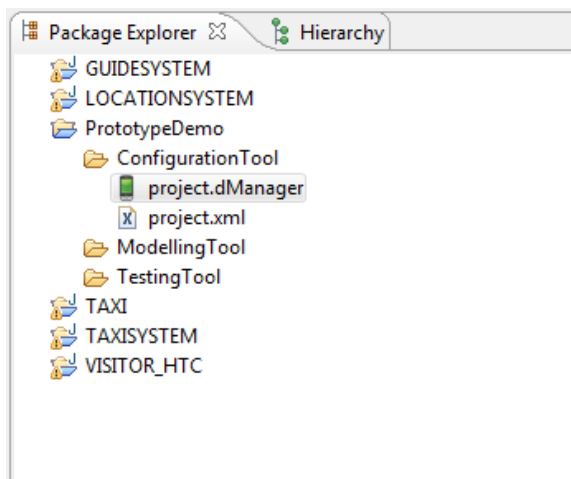 Package Explorer Hierarchy
GUIDESYSTEM
LOCATIONSYSTEM
PrototypeDemo
ConfigurationTool
project.dManager
project.xml
ModellingTool
TestingTool
TAXI
TAXISYSTEM
VISITOR_HTC